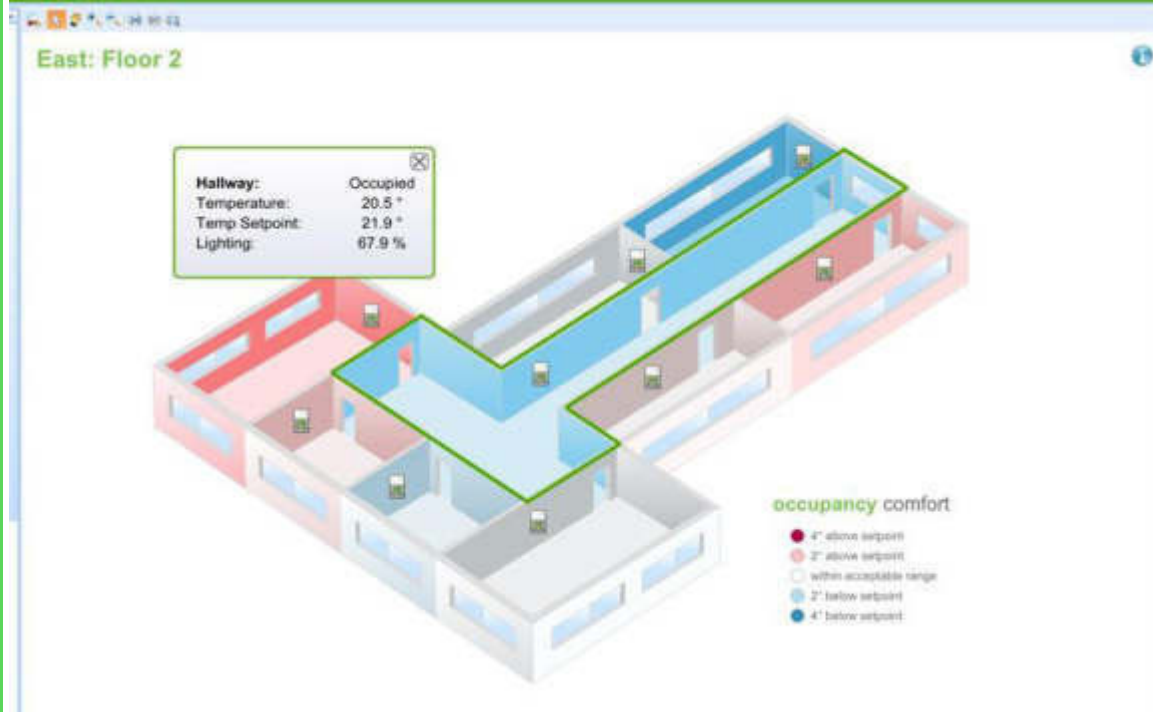 East: Floor 2
Hallway: Occupied
Temperature: 20.5 °
Temp Setpoint: 21.9 °
Lighting: 67.9 %
occupancy comfort
4° above setpoint
2° above setpoint
within acceptable range
2° below setpoint
4° below setpoint